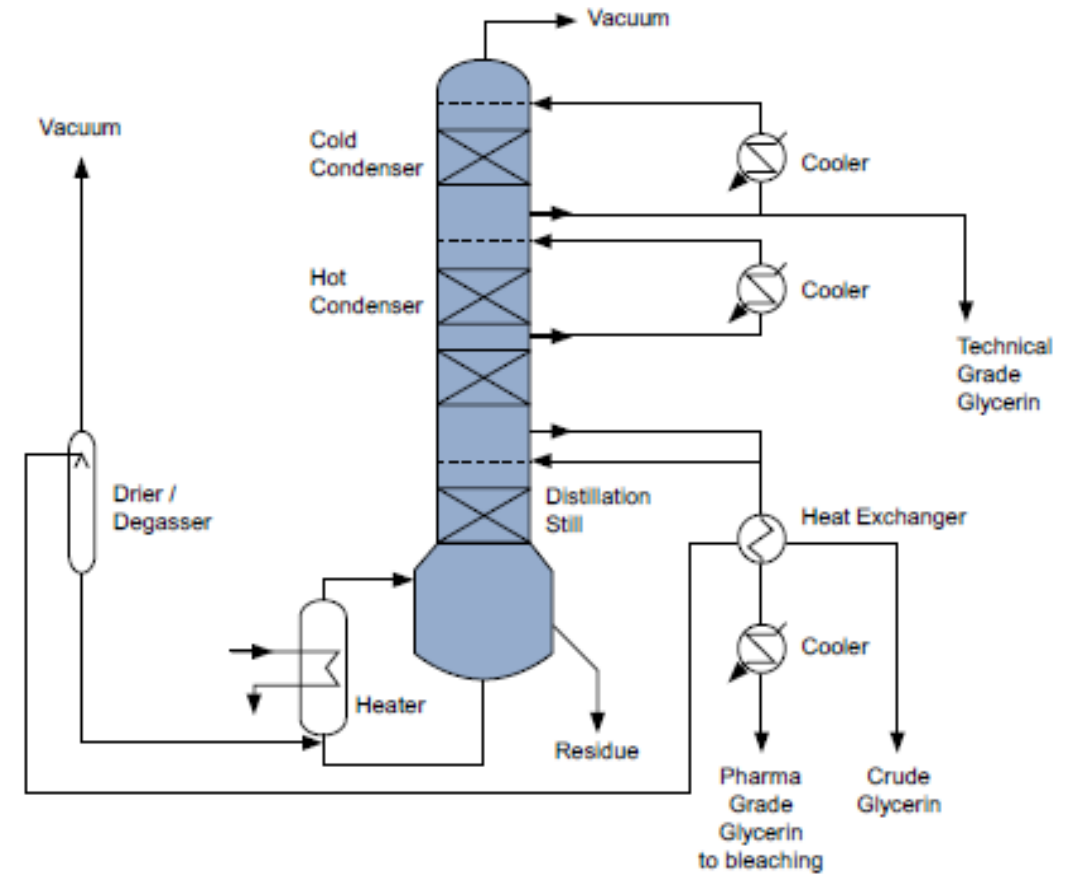 Vacuum
Vacuum
Cold
Condenser
Cooler
Hot
Condenser
Cooler
Technical
Grade
Glycerin
Drier /
Degasser
Distillation
Still
Heat Exchanger
Cooler
Heater
Residue
Pharma
Grade
Glycerin
to bleaching
Crude
Glycerin